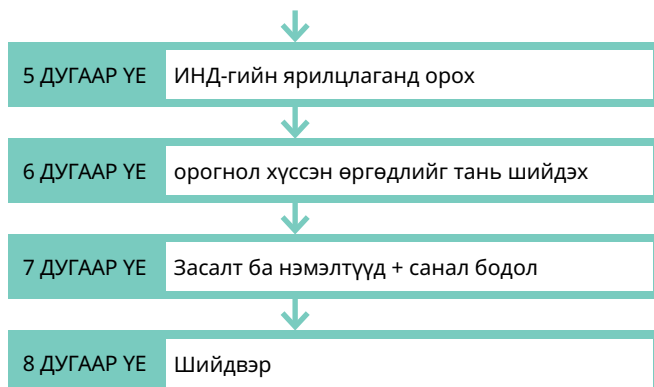 5 ДУГААР ҮЕ ИНД-гийн ярилцлаганд орох
6 ДУГААР ҮЕ орогнол хүссэн өргөдлийг тань шийдэх
7 ДУГААР ҮЕ Засалт ба нэмэлтүүд + санал бодол
8 ДУГААР ҮЕ Шийдвэр